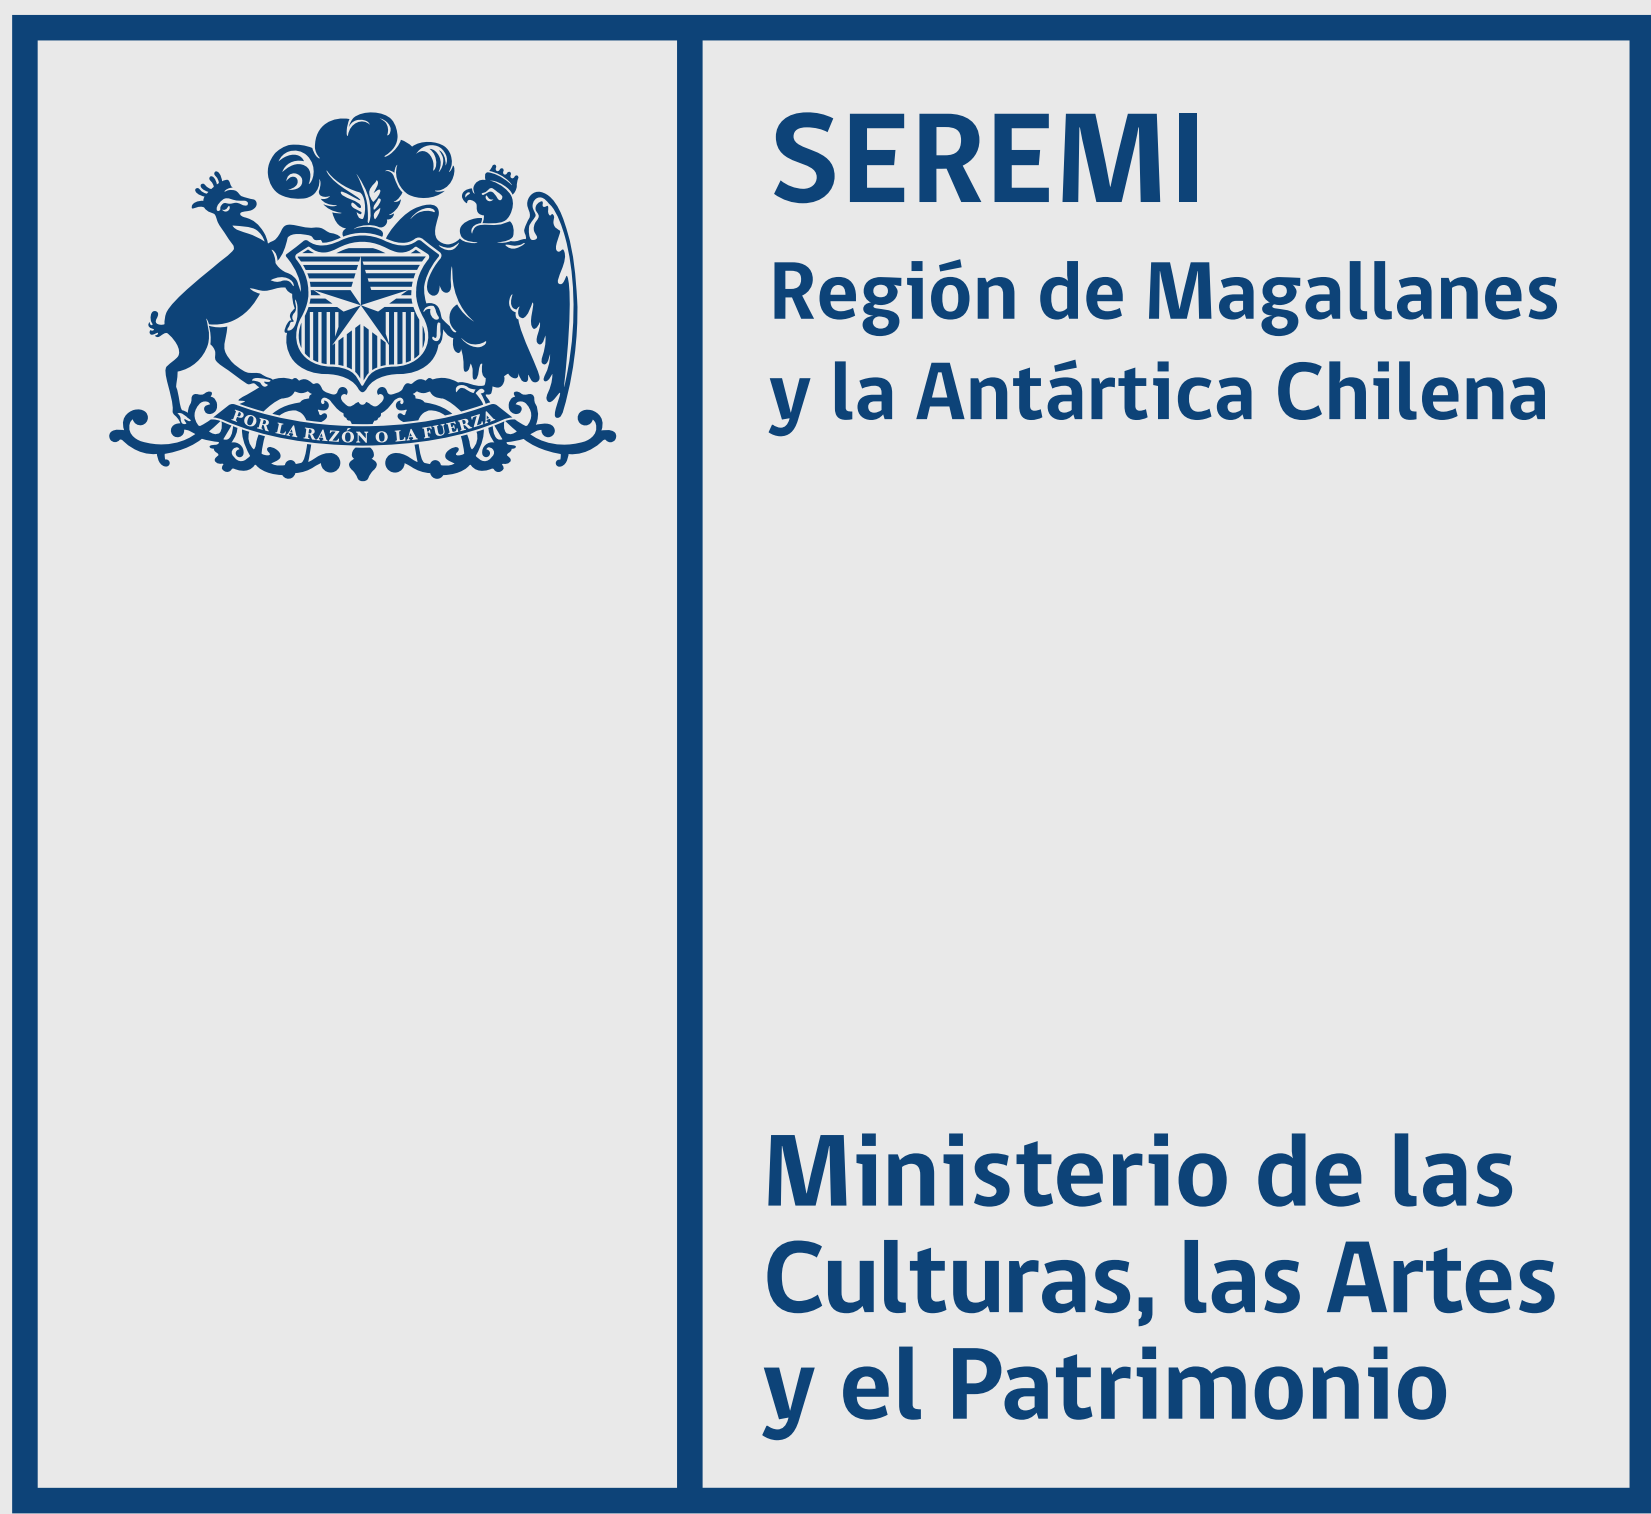 POR LA RAZÓN O LA FUERZA
SEREMI
Región de Magallanes
y la Antártica Chilena
Ministerio de las
Culturas, las Artes
y el Patrimonio